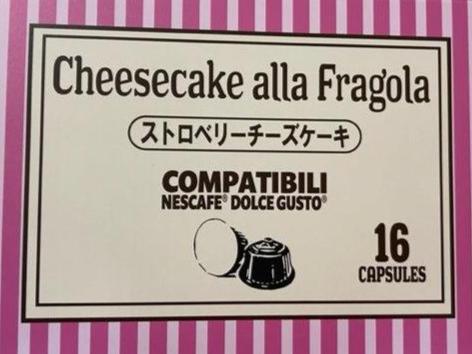 Cheesecake alla Fragola
ストロベリーチーズケーキ
COMPATIBILI
NESCAFE® DOLCE GUSTO®
16
CAPSULES